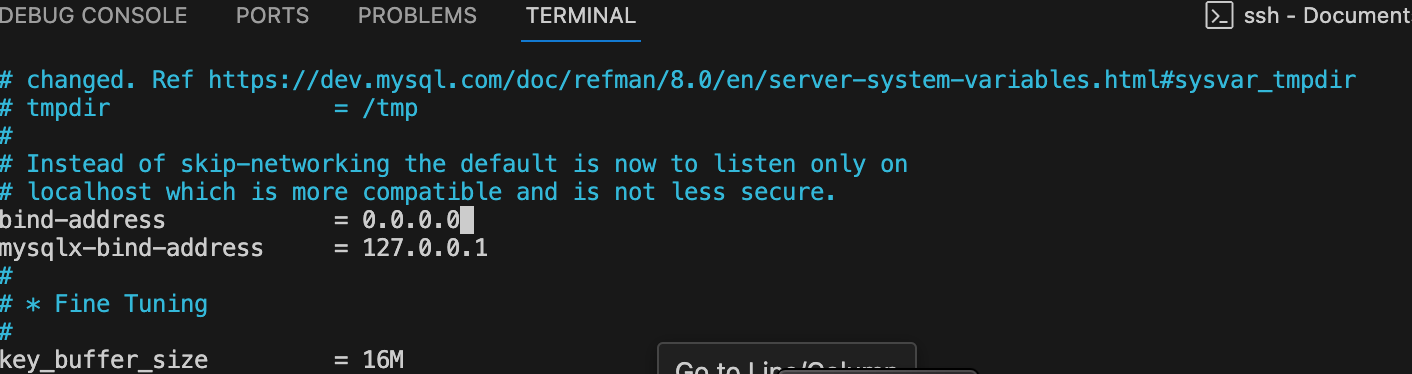 DEBUG CONSOLE PORTS PROBLEMS TERMINAL ssh - Document
# changed. Ref https://dev.mysql.com/doc/refman/8.0/en/server-system-variables.html#sysvar_tmpdir
# tmpdir = /tmp
#
# Instead of skip-networking the default is now to listen only on
# localhost which is more compatible and is not less secure.
bind-address = 0.0.0.0
mysqlx-bind-address = 127.0.0.1
#
# * Fine Tuning
#
key_buffer_size = 16M
Go to Line/Column